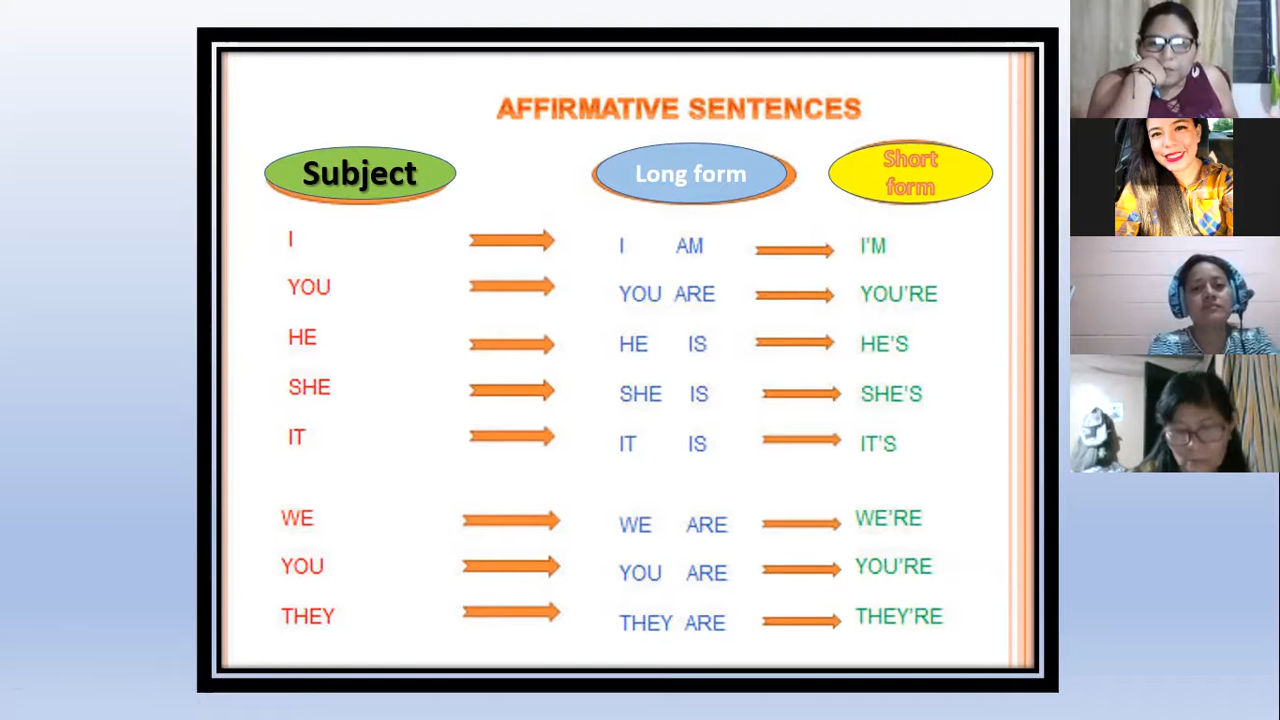 AFFIRMATIVE SENTENCES
Subject Long form Short form
I I AM I'M
YOU YOU ARE YOU'RE
HE HE IS HE'S
SHE SHE IS SHE'S
IT IT IS IT'S
WE WE ARE WE'RE
YOU YOU ARE YOU'RE
THEY THEY ARE THEY'RE